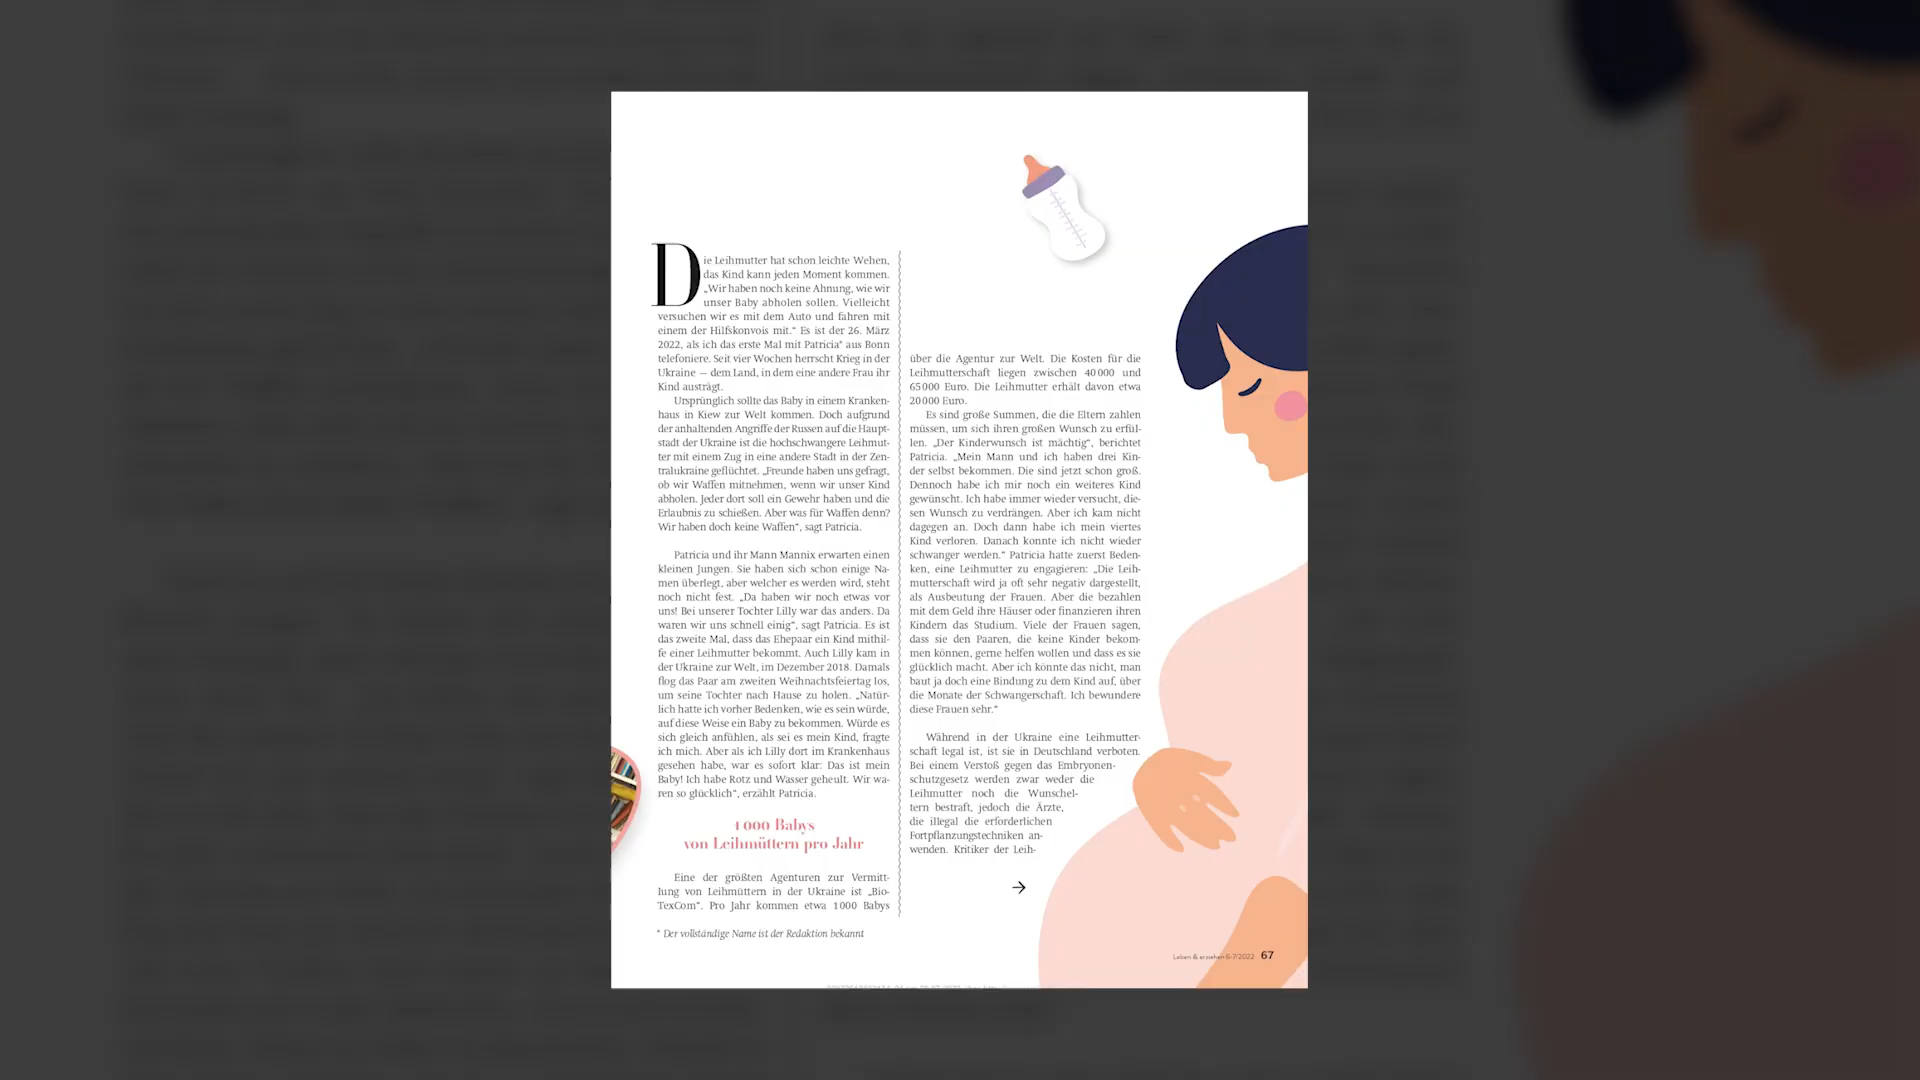 Die Leihmutter hat schon leichte Wehen,
das Kind kann jeden Moment kommen.
„Wir haben noch keine Ahnung, wie wir
unser Baby abholen sollen. Vielleicht
versuchen wir es mit dem Auto und fahren mit
einem der Hilfskonvois mit.“ Es ist der 26. März
2022, als ich das erste Mal mit Patricia* aus Bonn
telefoniere. Seit vier Wochen herrscht Krieg in der
Ukraine – dem Land, in dem eine andere Frau ihr
Kind austrägt.
Ursprünglich sollte das Baby in einem Kranken-
haus in Kiew zur Welt kommen. Doch aufgrund
der anhaltenden Angriffe der Russen auf die Haupt-
stadt der Ukraine ist die hochschwangere Leihmut-
ter mit einem Zug in eine andere Stadt in der Zen-
tralukraine geflüchtet. „Freunde haben uns gefragt,
ob wir Waffen mitnehmen, wenn wir unser Kind
abholen. Jeder dort soll ein Gewehr haben und die
Erlaubnis zu schießen. Aber was für Waffen denn?
Wir haben doch keine Waffen“, sagt Patricia.
Patricia und ihr Mann Mannix erwarten einen
kleinen Jungen. Sie haben sich schon einige Na-
men überlegt, aber welcher es werden wird, steht
noch nicht fest. „Da haben wir noch etwas vor
uns! Bei unserer Tochter Lilly war das anders. Da
waren wir uns schnell einig“, sagt Patricia. Es ist
das zweite Mal, dass das Ehepaar ein Kind mithil-
fe einer Leihmutter bekommt. Auch Lilly kam in
der Ukraine zur Welt, im Dezember 2018. Damals
flog das Paar am zweiten Weihnachtsfeiertag los,
um seine Tochter nach Hause zu holen. „Natür-
lich hatte ich vorher Bedenken, wie es sein würde,
auf diese Weise ein Baby zu bekommen. Würde es
sich gleich anfühlen, als sei es mein Kind, fragte
ich mich. Aber als ich Lilly dort im Krankenhaus
gesehen habe, war es sofort klar: Das ist mein
Baby! Ich habe Rotz und Wasser geheult. Wir wa-
ren so glücklich“, erzählt Patricia.
1 000 Babys
von Leihmüttern pro Jahr
Eine der größten Agenturen zur Vermitt-
lung von Leihmüttern in der Ukraine ist „Bio-
TexCom“. Pro Jahr kommen etwa 1 000 Babys
* Der vollständige Name ist der Redaktion bekannt
über die Agentur zur Welt. Die Kosten für die
Leihmutterschaft liegen zwischen 40 000 und
65 000 Euro. Die Leihmutter erhält davon etwa
20 000 Euro.
Es sind große Summen, die die Eltern zahlen
müssen, um sich ihren großen Wunsch zu erfül-
len. „Der Kinderwunsch ist mächtig“, berichtet
Patricia. „Mein Mann und ich haben drei Kin-
der selbst bekommen. Die sind jetzt schon groß.
Dennoch habe ich mir noch ein weiteres Kind
gewünscht. Ich habe immer wieder versucht, die-
sen Wunsch zu verdrängen. Aber ich kam nicht
dagegen an. Doch dann habe ich mein viertes
Kind verloren. Danach konnte ich nicht wieder
schwanger werden.“ Patricia hatte zuerst Beden-
ken, eine Leihmutter zu engagieren: „Die Leih-
mutterschaft wird ja oft sehr negativ dargestellt,
als Ausbeutung der Frauen. Aber die bezahlen
mit dem Geld ihre Häuser oder finanzieren ihren
Kindern das Studium. Viele der Frauen sagen,
dass sie den Paaren, die keine Kinder bekom-
men können, gerne helfen wollen und dass es sie
glücklich macht. Aber ich könnte das nicht, man
baut ja doch eine Bindung zu dem Kind auf, über
die Monate der Schwangerschaft. Ich bewundere
diese Frauen sehr.“
Während in der Ukraine eine Leihmutter-
schaft legal ist, ist sie in Deutschland verboten.
Bei einem Verstoß gegen das Embryonen-
schutzgesetz werden zwar weder die
Leihmutter noch die Wunschel-
tern bestraft, jedoch die Ärzte,
die illegal die erforderlichen
Fortpflanzungstechniken an-
wenden. Kritiker der Leih-
Leben & erziehen 6-7/2022 67